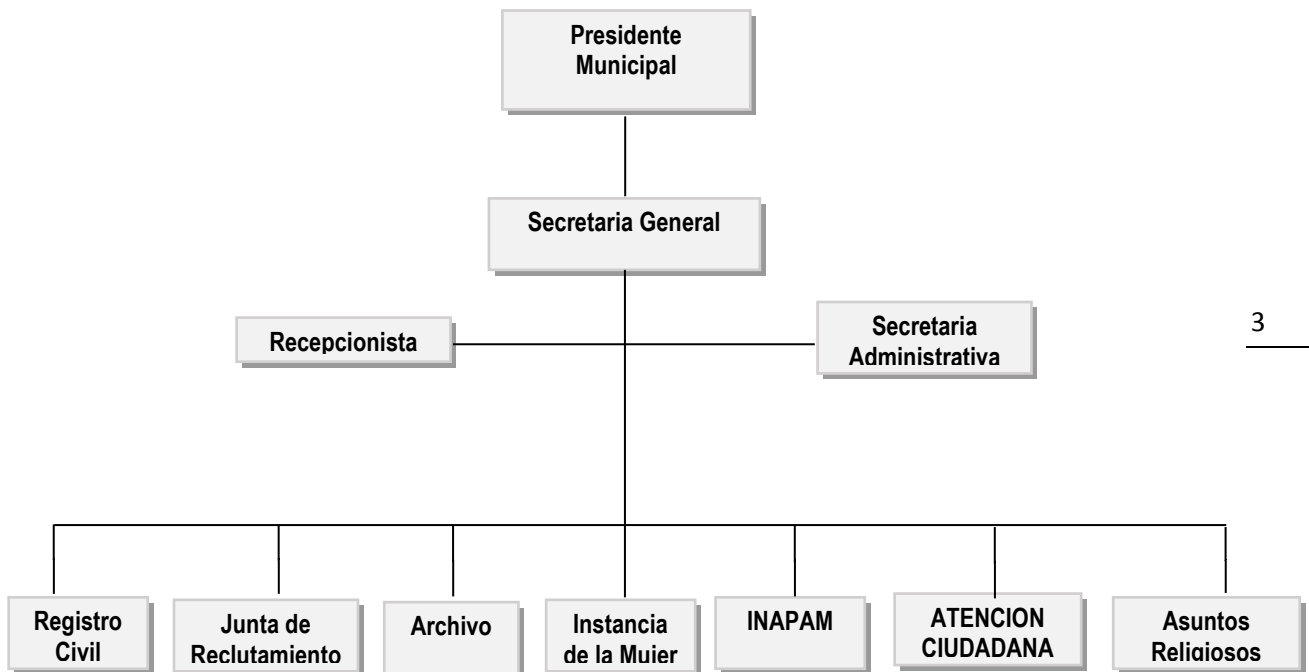 Presidente
Municipal
Secretaria General
Recepcionista
Secretaria
Administrativa
3
Registro
Civil
Junta de
Reclutamiento
Archivo
Instancia
de la Mujer
INAPAM
ATENCION
CIUDADANA
Asuntos
Religiosos